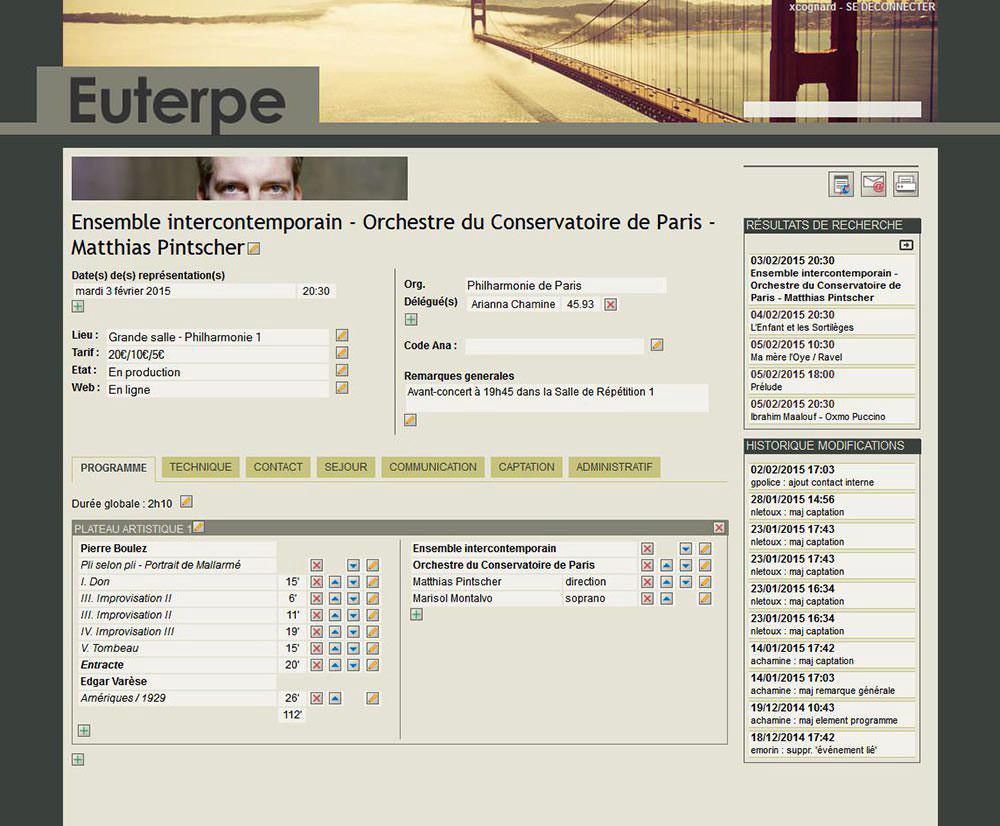 xcognard - SE DECONNECTER
Euterpe
Ensemble intercontemporain - Orchestre du Conservatoire de Paris -
Matthias Pintscher
Date(s) de(s) représentation(s)
mardi 3 février 2015 20:30
Lieu : Grande salle - Philharmonie 1
Tarif : 20€/10€/5€
Etat : En production
Web : En ligne
Org. Philharmonie de Paris
Délégué(s) Arianna Chamine 45.93
Code Ana :
Remarques generales
Avant-concert à 19h45 dans la Salle de Répétition 1
PROGRAMME TECHNIQUE CONTACT SEJOUR COMMUNICATION CAPTATION ADMINISTRATIF
Durée globale : 2h10
PLATEAU ARTISTIQUE 1
Pierre Boulez
Pli selon pli - Portrait de Mallarmé
I. Don 15'
III. Improvisation II 6'
III. Improvisation II 11'
IV. Improvisation III 19'
V. Tombeau 15'
Entracte 20'
Edgar Varèse
Amériques / 1929 26'
112'
Ensemble intercontemporain
Orchestre du Conservatoire de Paris
Matthias Pintscher direction
Marisol Montalvo soprano
RÉSULTATS DE RECHERCHE
03/02/2015 20:30
Ensemble intercontemporain -
Orchestre du Conservatoire de
Paris - Matthias Pintscher
04/02/2015 20:30
L'Enfant et les Sortilèges
05/02/2015 10:30
Ma mère l'Oye / Ravel
05/02/2015 18:00
Prélude
05/02/2015 20:30
Ibrahim Maalouf - Oxmo Puccino
HISTORIQUE MODIFICATIONS
02/02/2015 17:03
gpolice : ajout contact interne
28/01/2015 14:56
nletoux : maj captation
23/01/2015 17:43
nletoux : maj captation
23/01/2015 17:43
nletoux : maj captation
23/01/2015 16:34
nletoux : maj captation
23/01/2015 16:34
nletoux : maj captation
14/01/2015 17:42
achamine : maj captation
14/01/2015 17:03
achamine : maj remarque générale
19/12/2014 10:43
achamine : maj element programme
18/12/2014 17:42
emorin : suppr. 'événement lié'